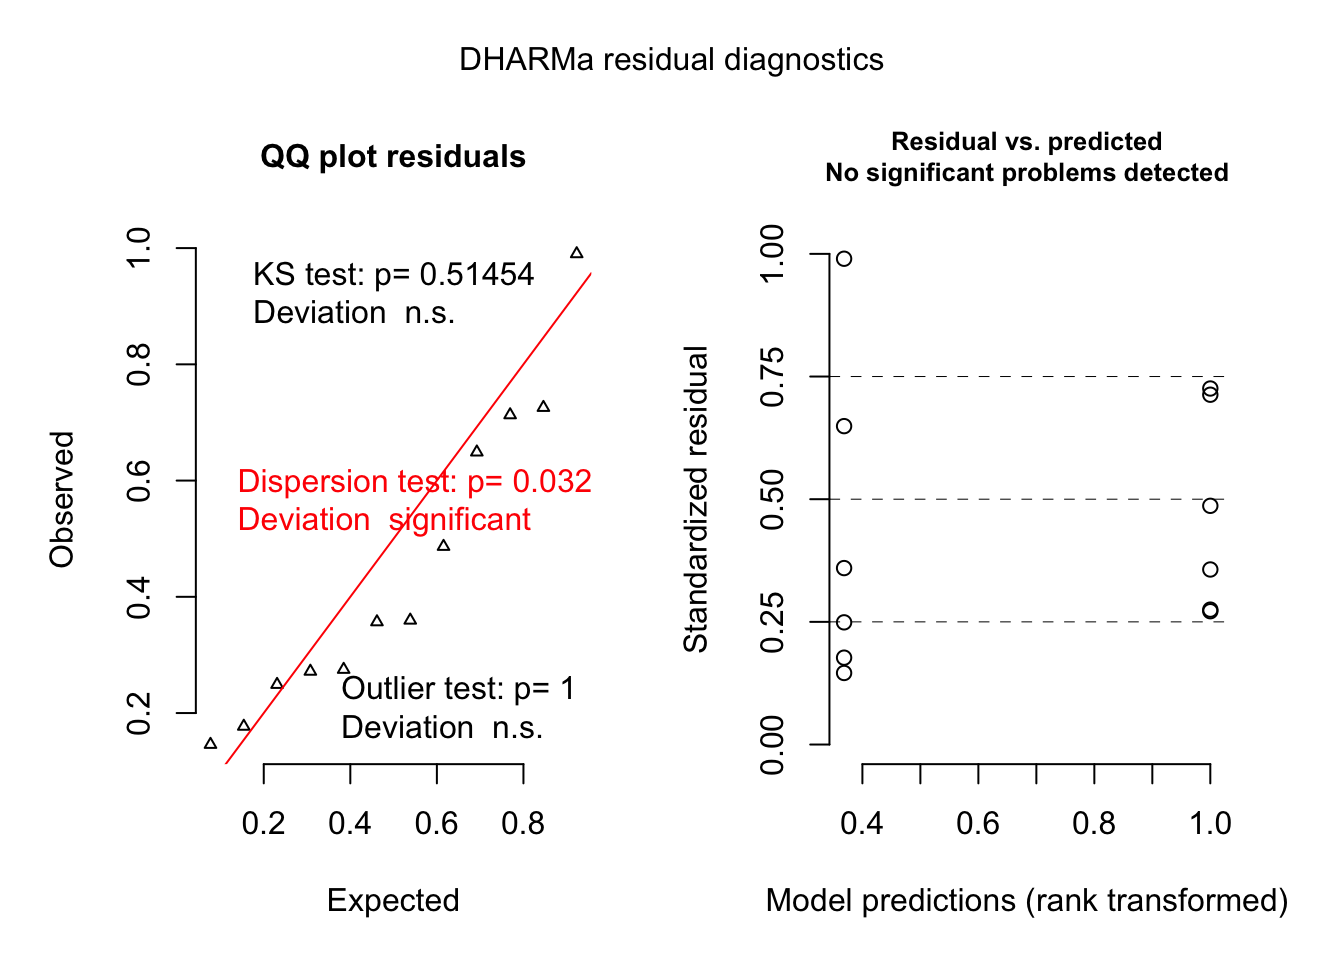 DHARMa residual diagnostics
QQ plot residuals
KS test: p= 0.51454
Deviation  n.s.
Dispersion test: p= 0.032
Deviation  significant
Outlier test: p= 1
Deviation  n.s.
Observed
1.0
0.8
0.6
0.4
0.2
0.2 0.4 0.6 0.8
Expected
Residual vs. predicted
No significant problems detected
Standardized residual
1.00
0.75
0.50
0.25
0.00
0.4 0.6 0.8 1.0
Model predictions (rank transformed)